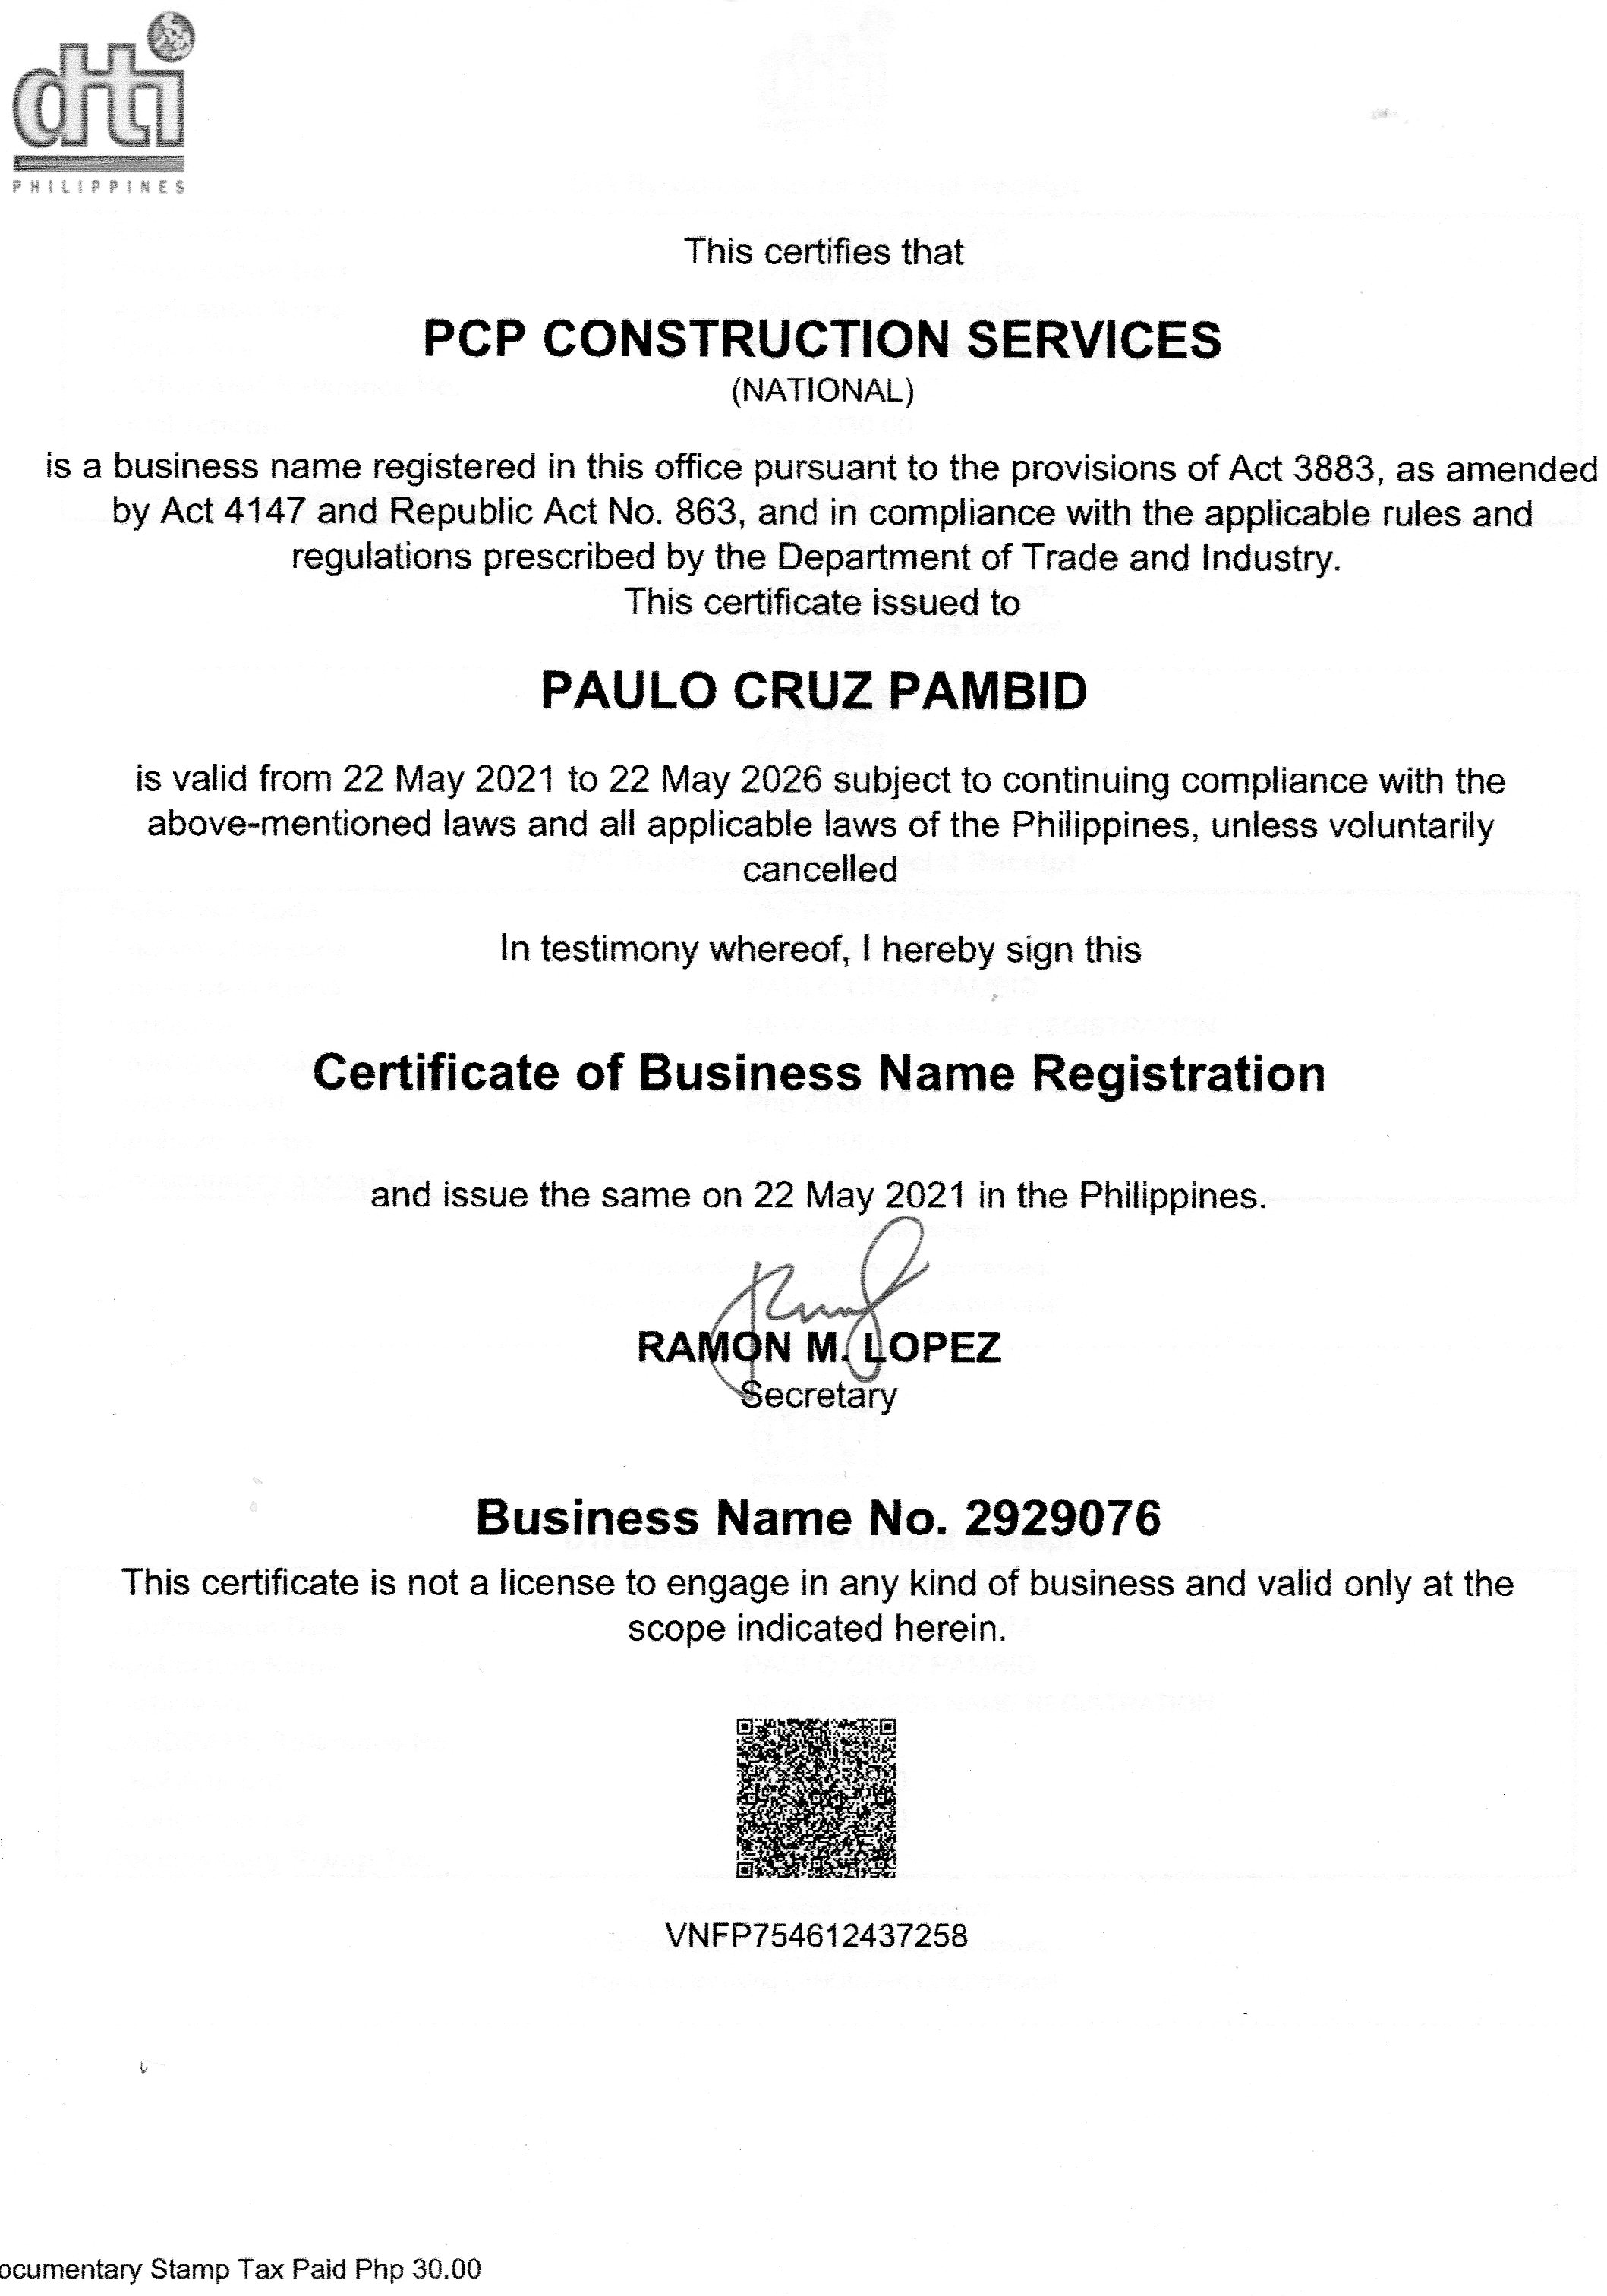 dti
PHILIPPINES
This certifies that
PCP CONSTRUCTION SERVICES
(NATIONAL)
is a business name registered in this office pursuant to the provisions of Act 3883, as amended
by Act 4147 and Republic Act No. 863, and in compliance with the applicable rules and
regulations prescribed by the Department of Trade and Industry.
This certificate issued to
PAULO CRUZ PAMBID
is valid from 22 May 2021 to 22 May 2026 subject to continuing compliance with the
above-mentioned laws and all applicable laws of the Philippines, unless voluntarily
cancelled
In testimony whereof, I hereby sign this
Certificate of Business Name Registration
and issue the same on 22 May 2021 in the Philippines.
RAMON M. LOPEZ
Secretary
Business Name No. 2929076
This certificate is not a license to engage in any kind of business and valid only at the
scope indicated herein.
VNFP754612437258
ocumentary Stamp Tax Paid Php 30.00